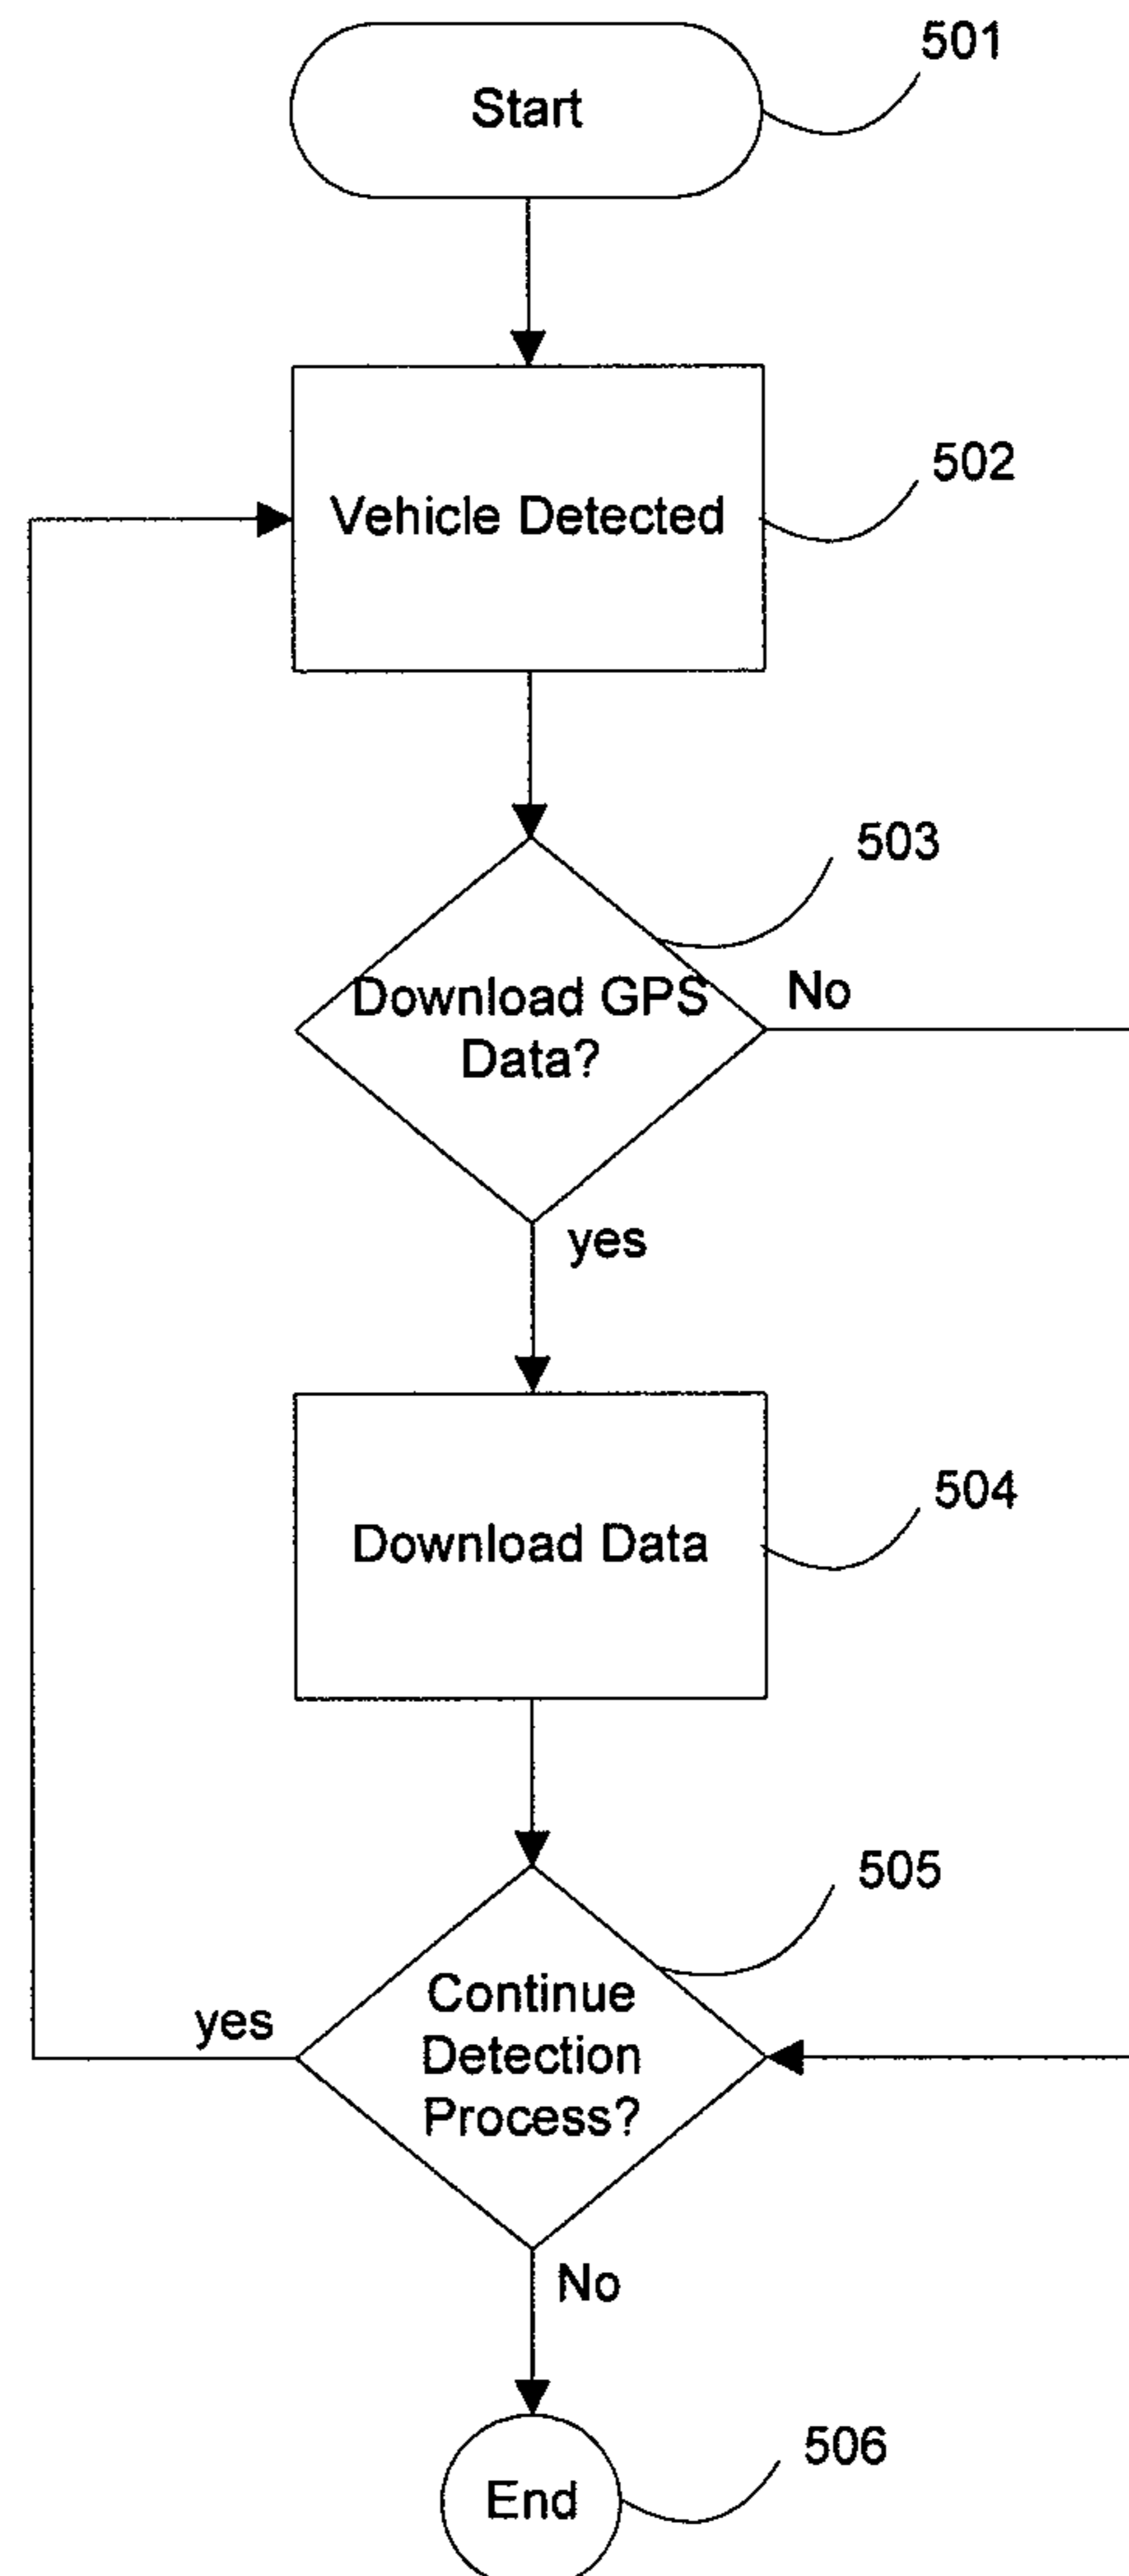 501
Start
502
Vehicle Detected
503
Download GPS
Data?
No
yes
504
Download Data
505
Continue
Detection
Process?
yes
No
506
End